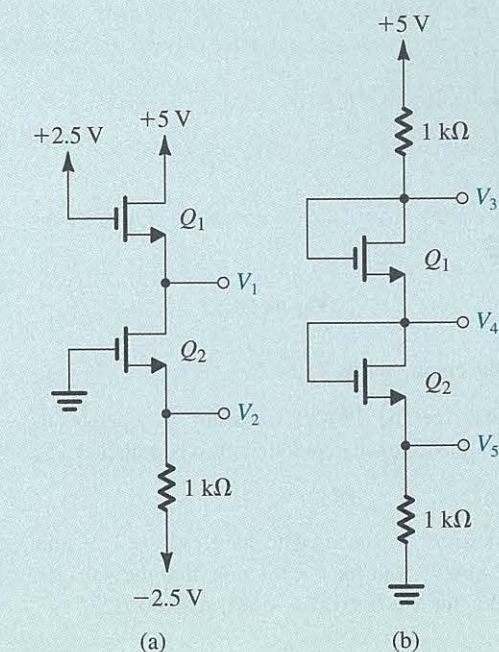 +2.5 V
+5 V
Q1
V1
Q2
V2
1 kΩ
−2.5 V
(a)
+5 V
1 kΩ
V3
Q1
V4
Q2
V5
1 kΩ
(b)